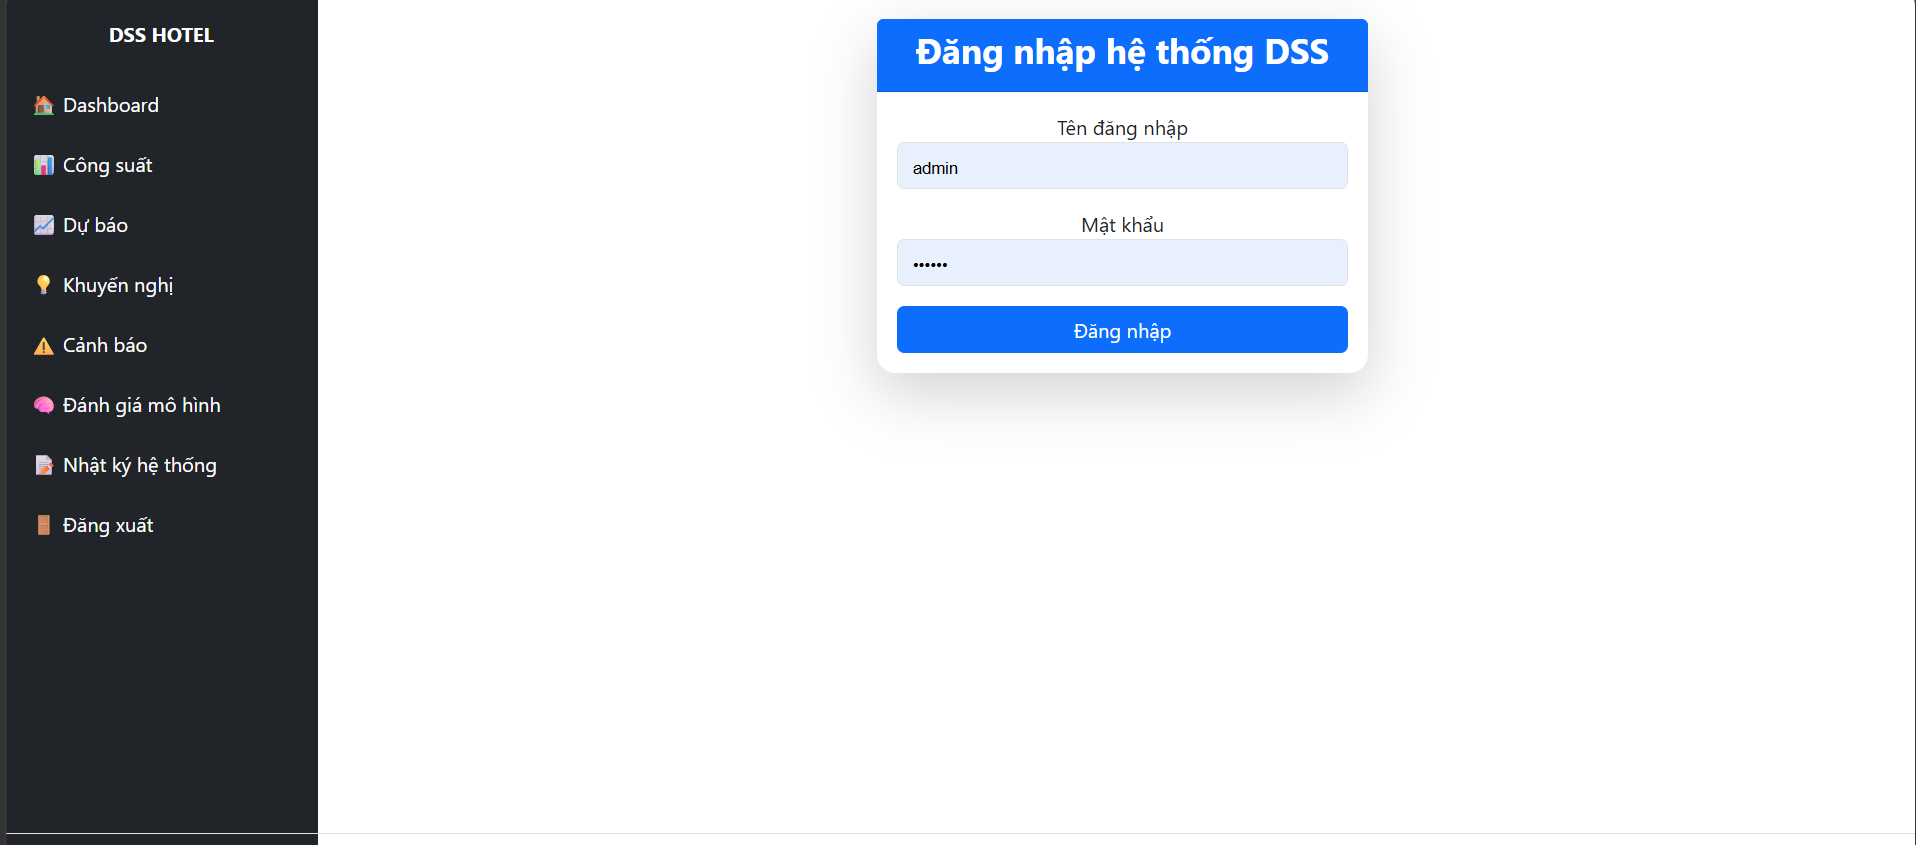 DSS HOTEL
Dashboard
Công suất
Dự báo
Khuyến nghị
Cảnh báo
Đánh giá mô hình
Nhật ký hệ thống
Đăng xuất
Đăng nhập hệ thống DSS
Tên đăng nhập
admin
Mật khẩu
••••••
Đăng nhập